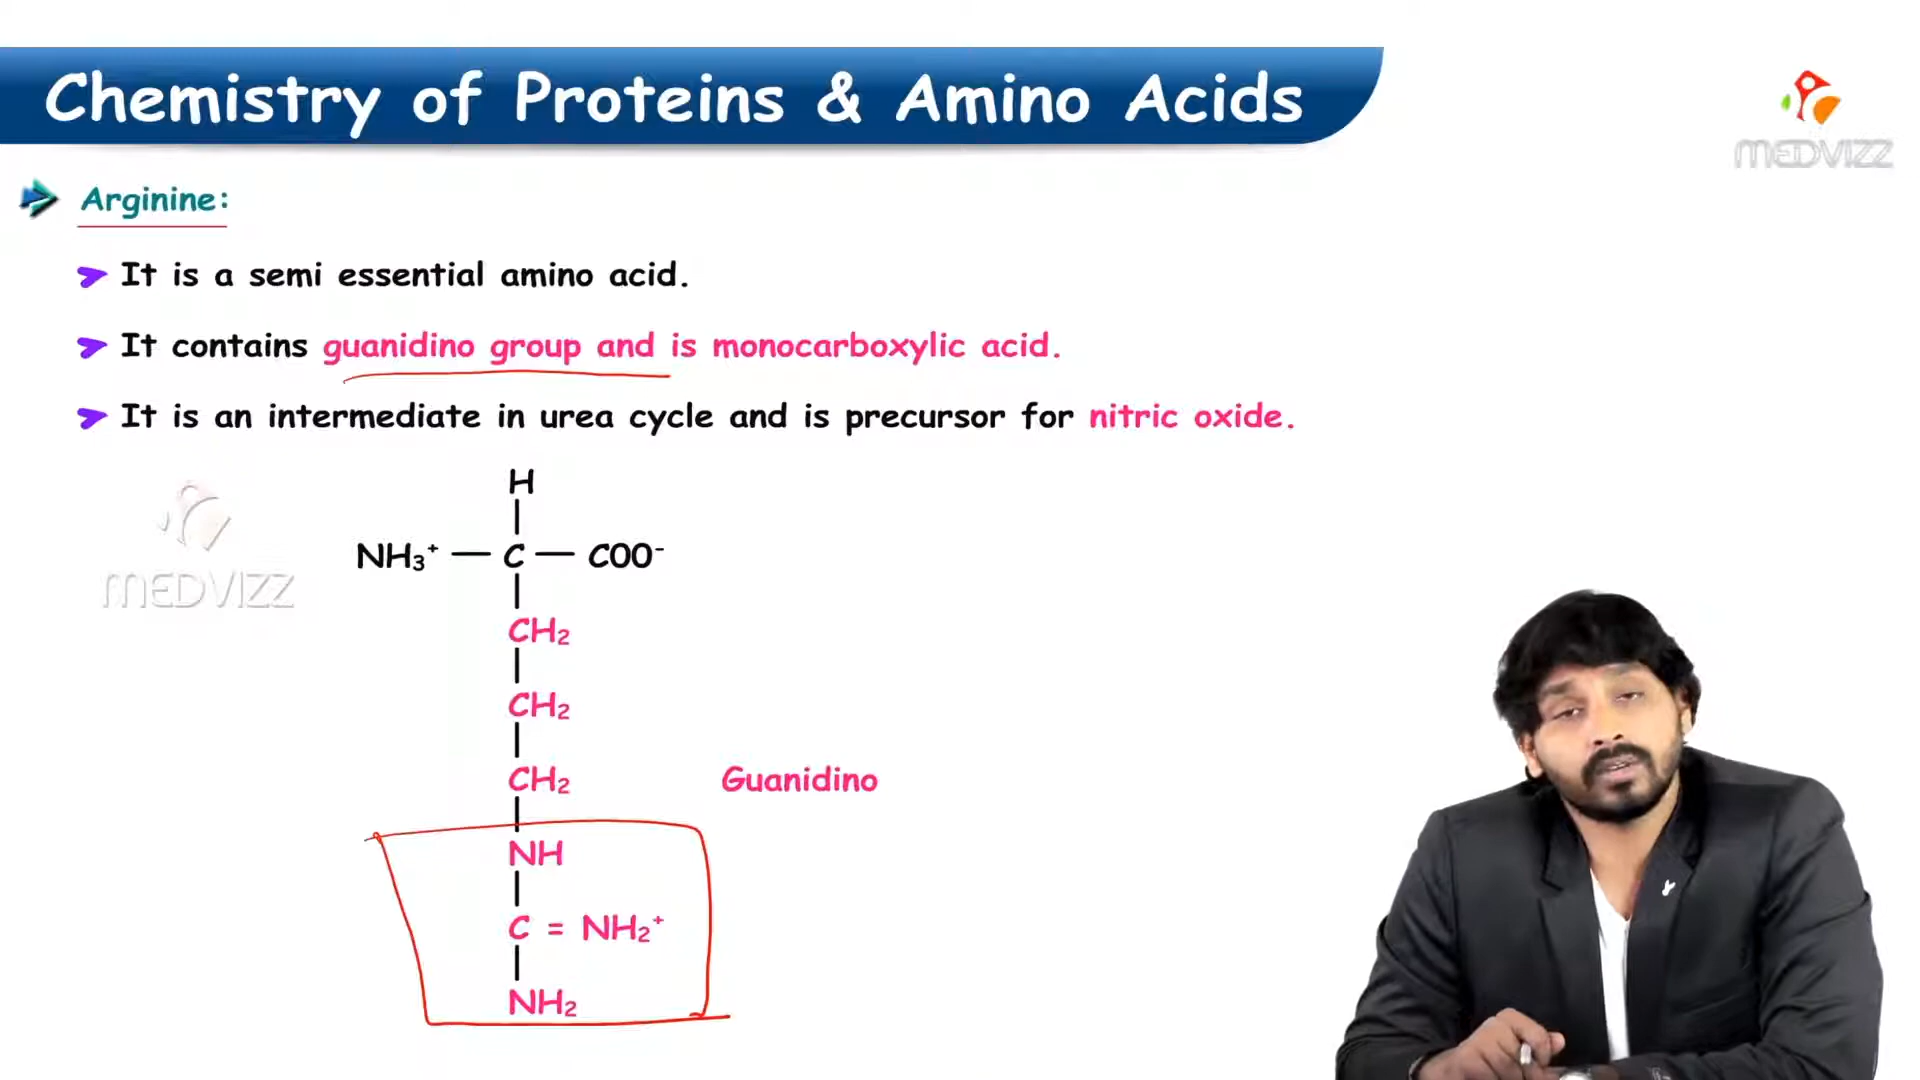 Chemistry of Proteins & Amino Acids
MEDVIZZ
Arginine:
It is a semi essential amino acid.
It contains guanidino group and is monocarboxylic acid.
It is an intermediate in urea cycle and is precursor for nitric oxide.
MEDVIZZ
H
NH₃⁺ — C — COO⁻
CH₂
CH₂
CH₂ Guanidino
NH
C = NH₂⁺
NH₂